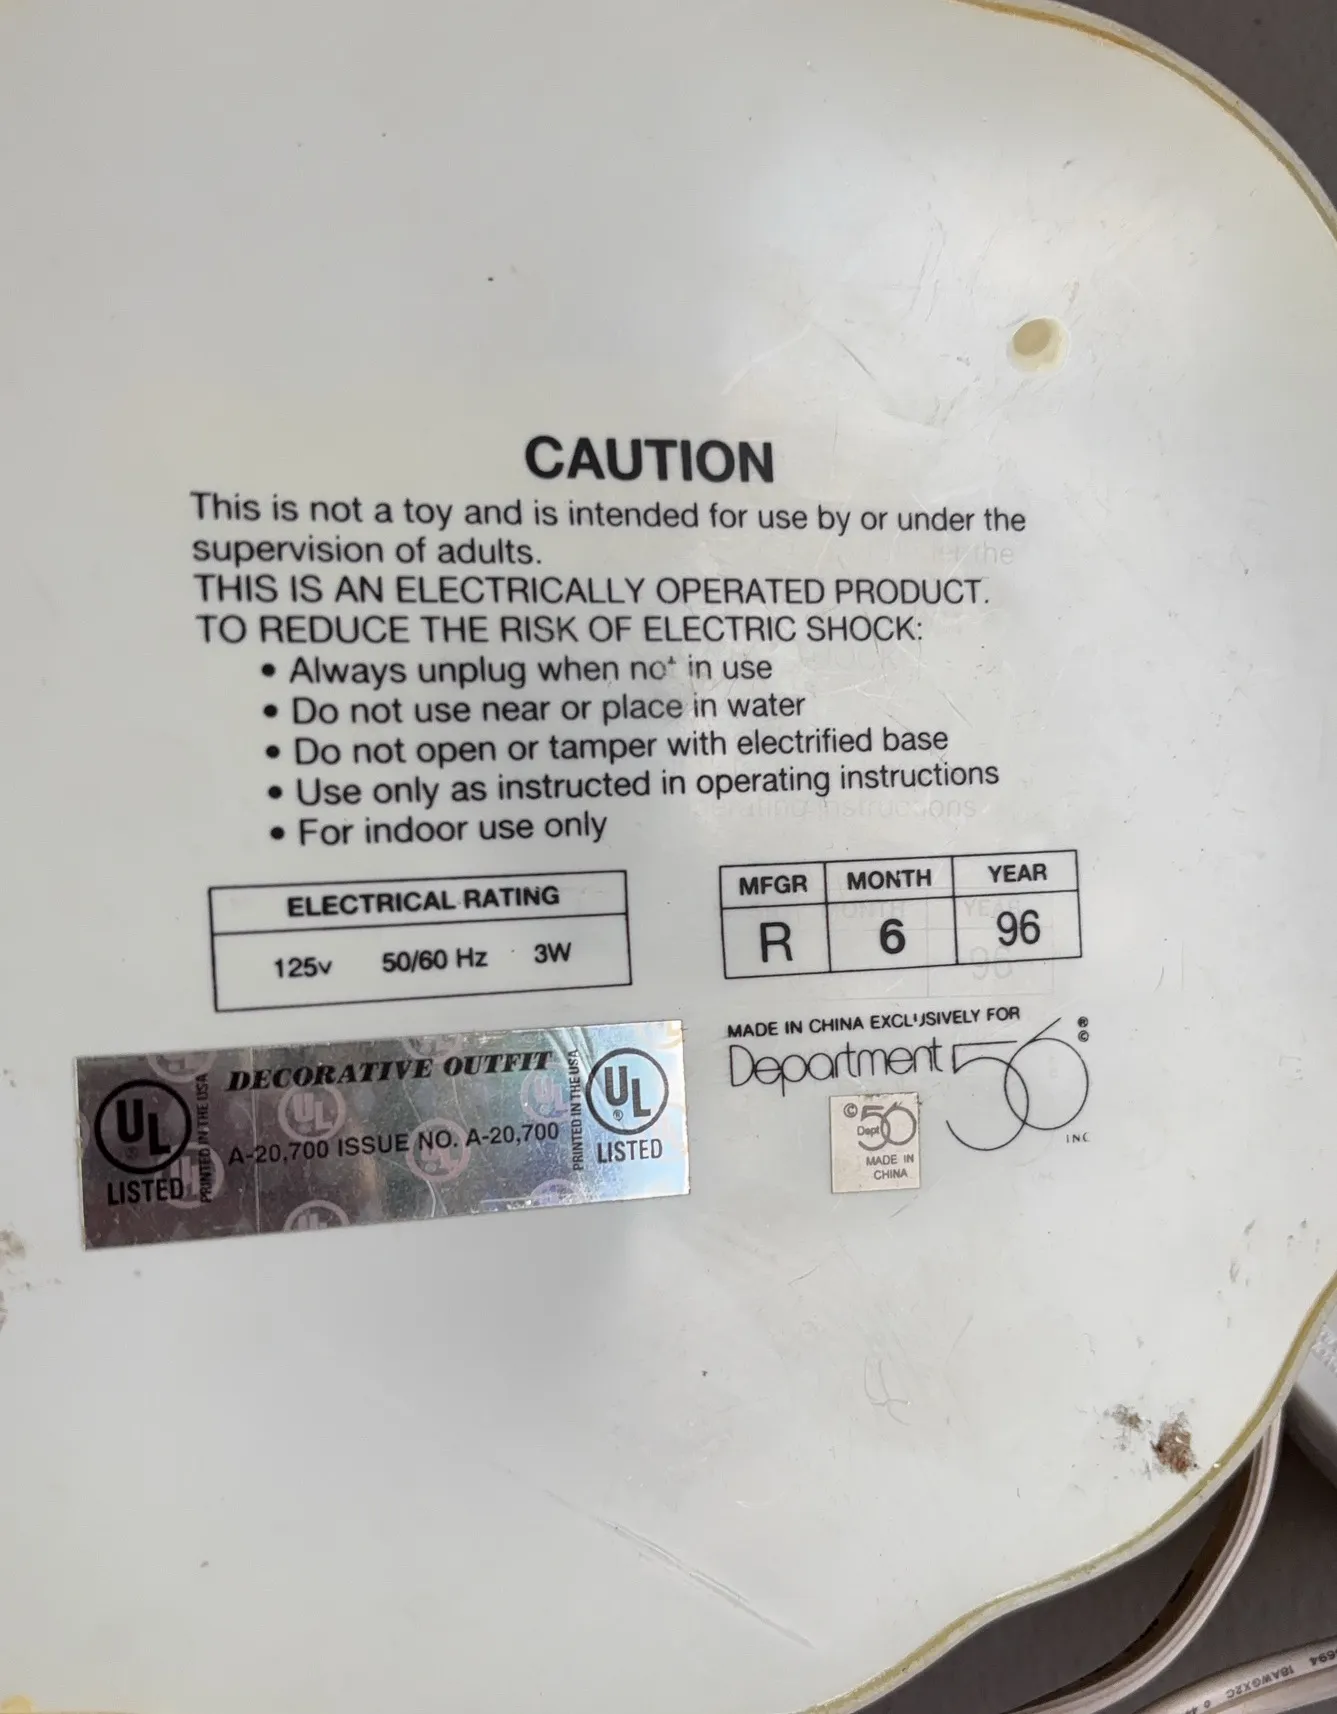 CAUTION
This is not a toy and is intended for use by or under the
supervision of adults.
THIS IS AN ELECTRICALLY OPERATED PRODUCT.
TO REDUCE THE RISK OF ELECTRIC SHOCK:
• Always unplug when not in use
• Do not use near or place in water
• Do not open or tamper with electrified base
• Use only as instructed in operating instructions
• For indoor use only
ELECTRICAL RATING
125v 50/60 Hz 3W
MFGR MONTH YEAR
R 6 96
MADE IN CHINA EXCLUSIVELY FOR
Department 56 ® ©
INC
UL
LISTED
PRINTED IN THE USA
DECORATIVE OUTFIT
A-20,700 ISSUE NO. A-20,700
PRINTED IN THE USA
UL ®
LISTED
© Dept 56
MADE IN
CHINA
18AWGX2C